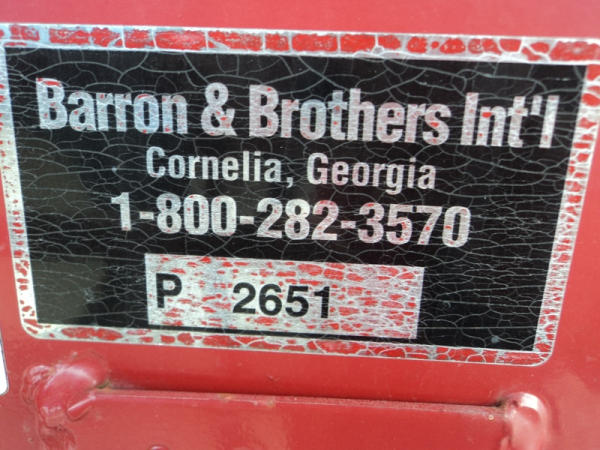 Barron & Brothers Int'l
Cornelia, Georgia
1-800-282-3570
P 2651